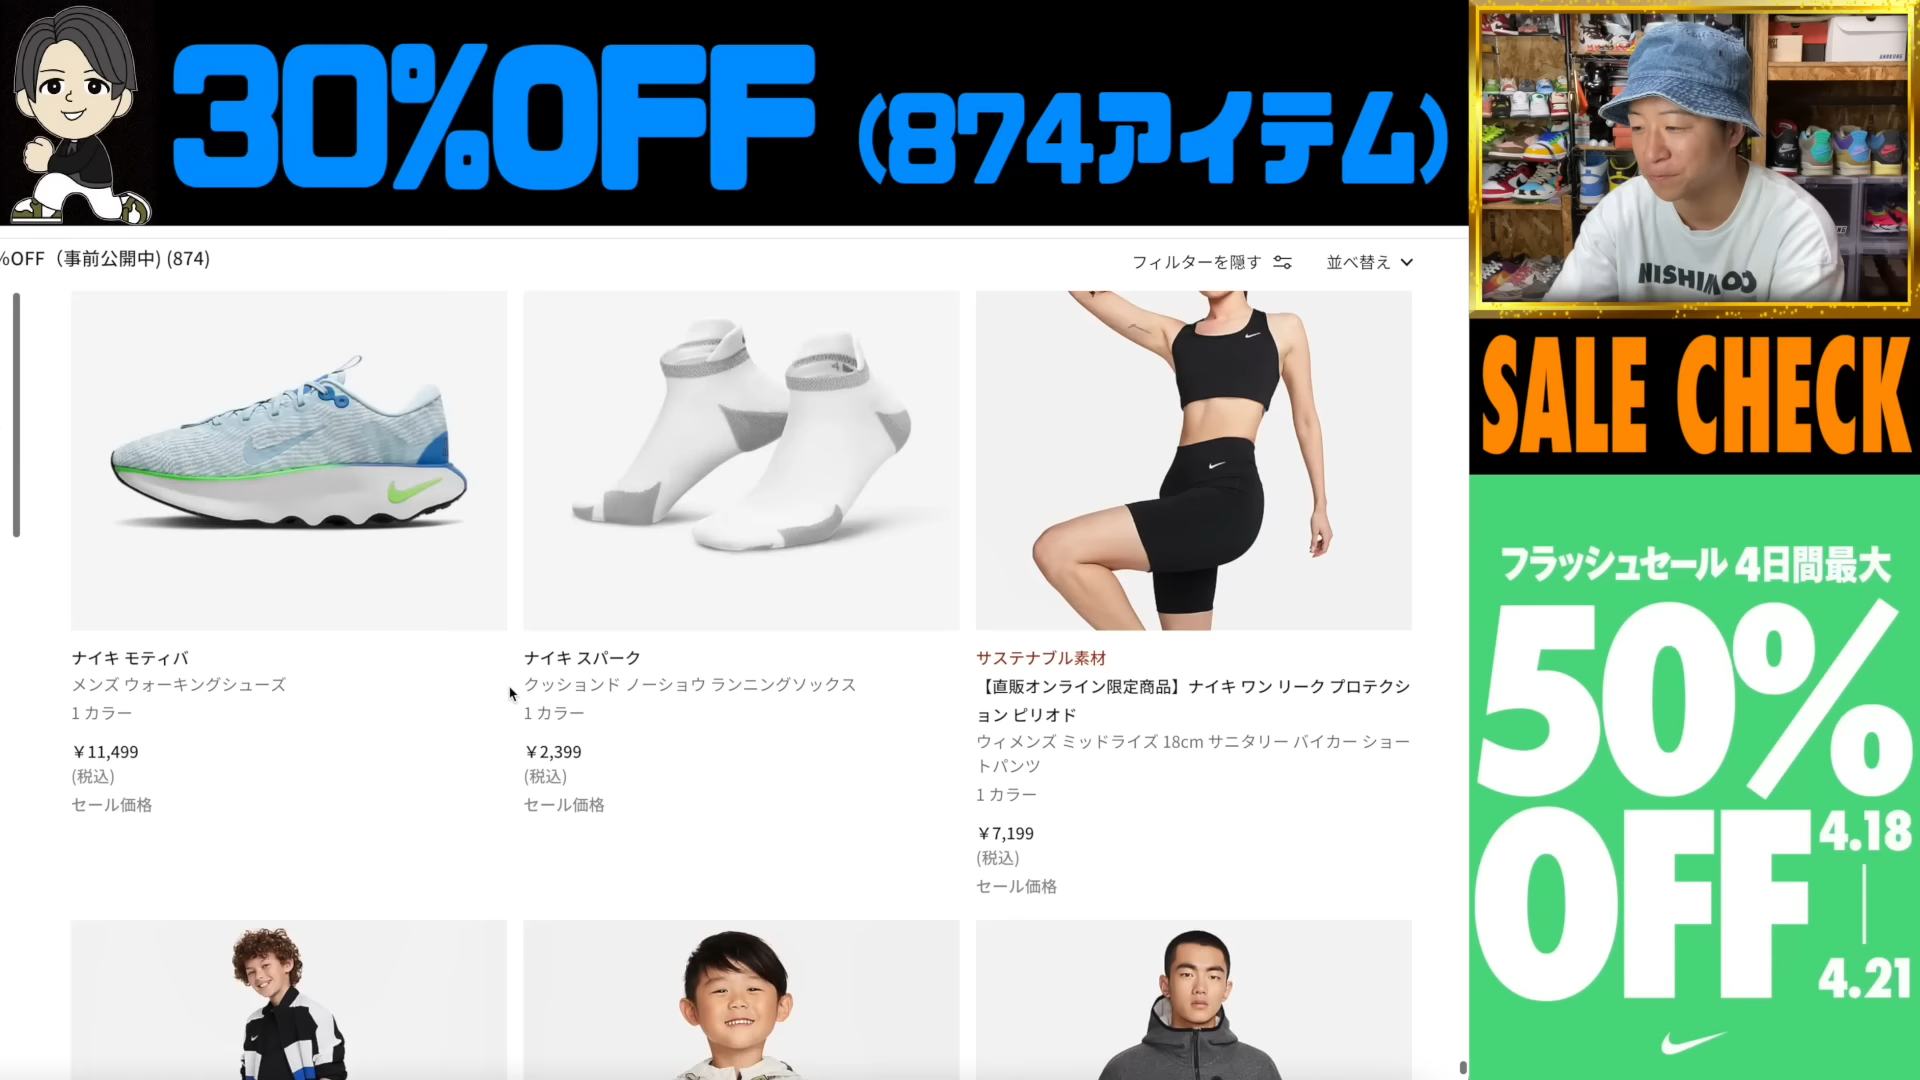 30%OFF (874アイテム)
%OFF（事前公開中) (874)
フィルターを隠す
並べ替え
ナイキ モティバ
メンズ ウォーキングシューズ
1 カラー
￥11,499
(税込)
セール価格
ナイキ スパーク
クッションド ノーショウ ランニングソックス
1 カラー
￥2,399
(税込)
セール価格
サステナブル素材
【直販オンライン限定商品】ナイキ ワン リーク プロテクシ
ョン ピリオド
ウィメンズ ミッドライズ 18cm サニタリー バイカー ショー
トパンツ
1 カラー
￥7,199
(税込)
セール価格
SALE CHECK
フラッシュセール 4日間最大
50%
OFF
4.18
4.21